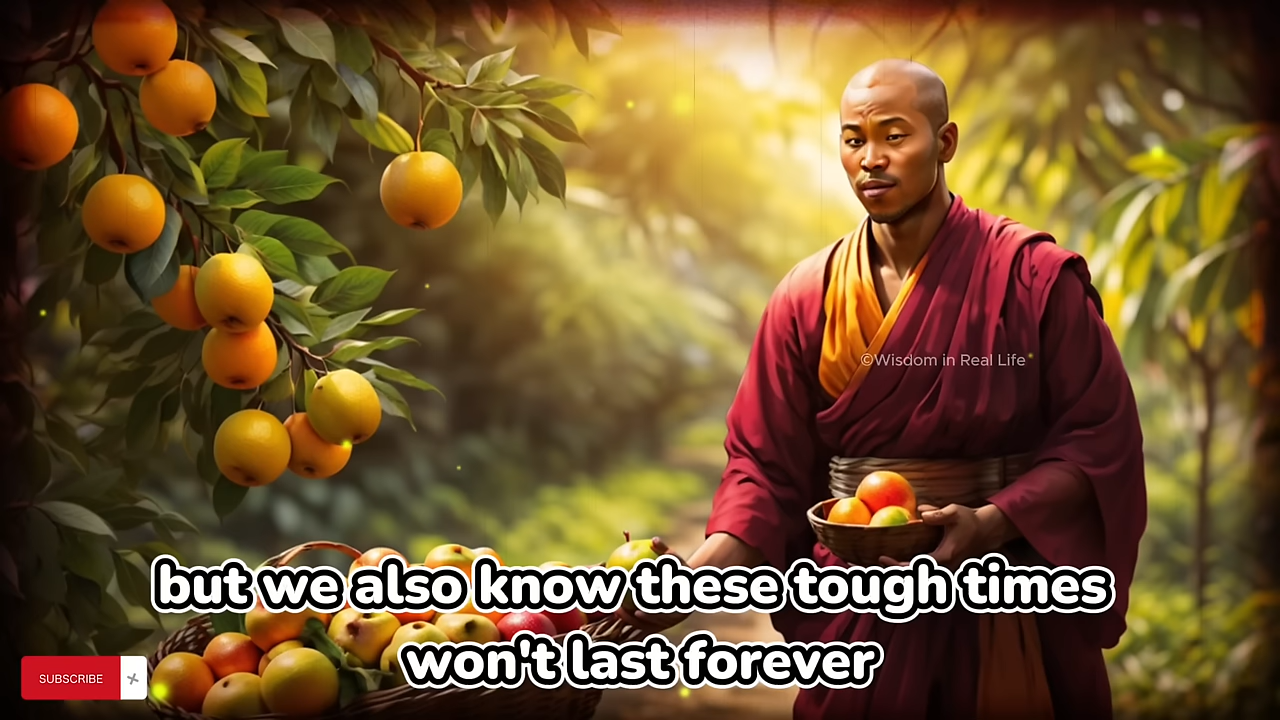 ©Wisdom in Real Life
but we also know these tough times
won't last forever
SUBSCRIBE